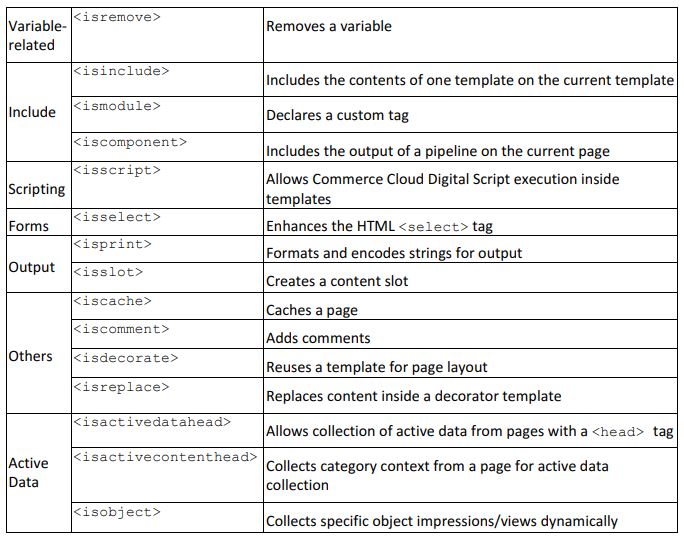 Variable-
related
<isremove>
Removes a variable
Include
<isinclude>
Includes the contents of one template on the current template
<ismodule>
Declares a custom tag
<iscomponent>
Includes the output of a pipeline on the current page
Scripting
<isscript>
Allows Commerce Cloud Digital Script execution inside
templates
Forms
<isselect>
Enhances the HTML <select> tag
Output
<isprint>
Formats and encodes strings for output
<isslot>
Creates a content slot
Others
<iscache>
Caches a page
<iscomment>
Adds comments
<isdecorate>
Reuses a template for page layout
<isreplace>
Replaces content inside a decorator template
Active
Data
<isactivedatahead>
Allows collection of active data from pages with a <head> tag
<isactivecontenthead>
Collects category context from a page for active data
collection
<isobject>
Collects specific object impressions/views dynamically